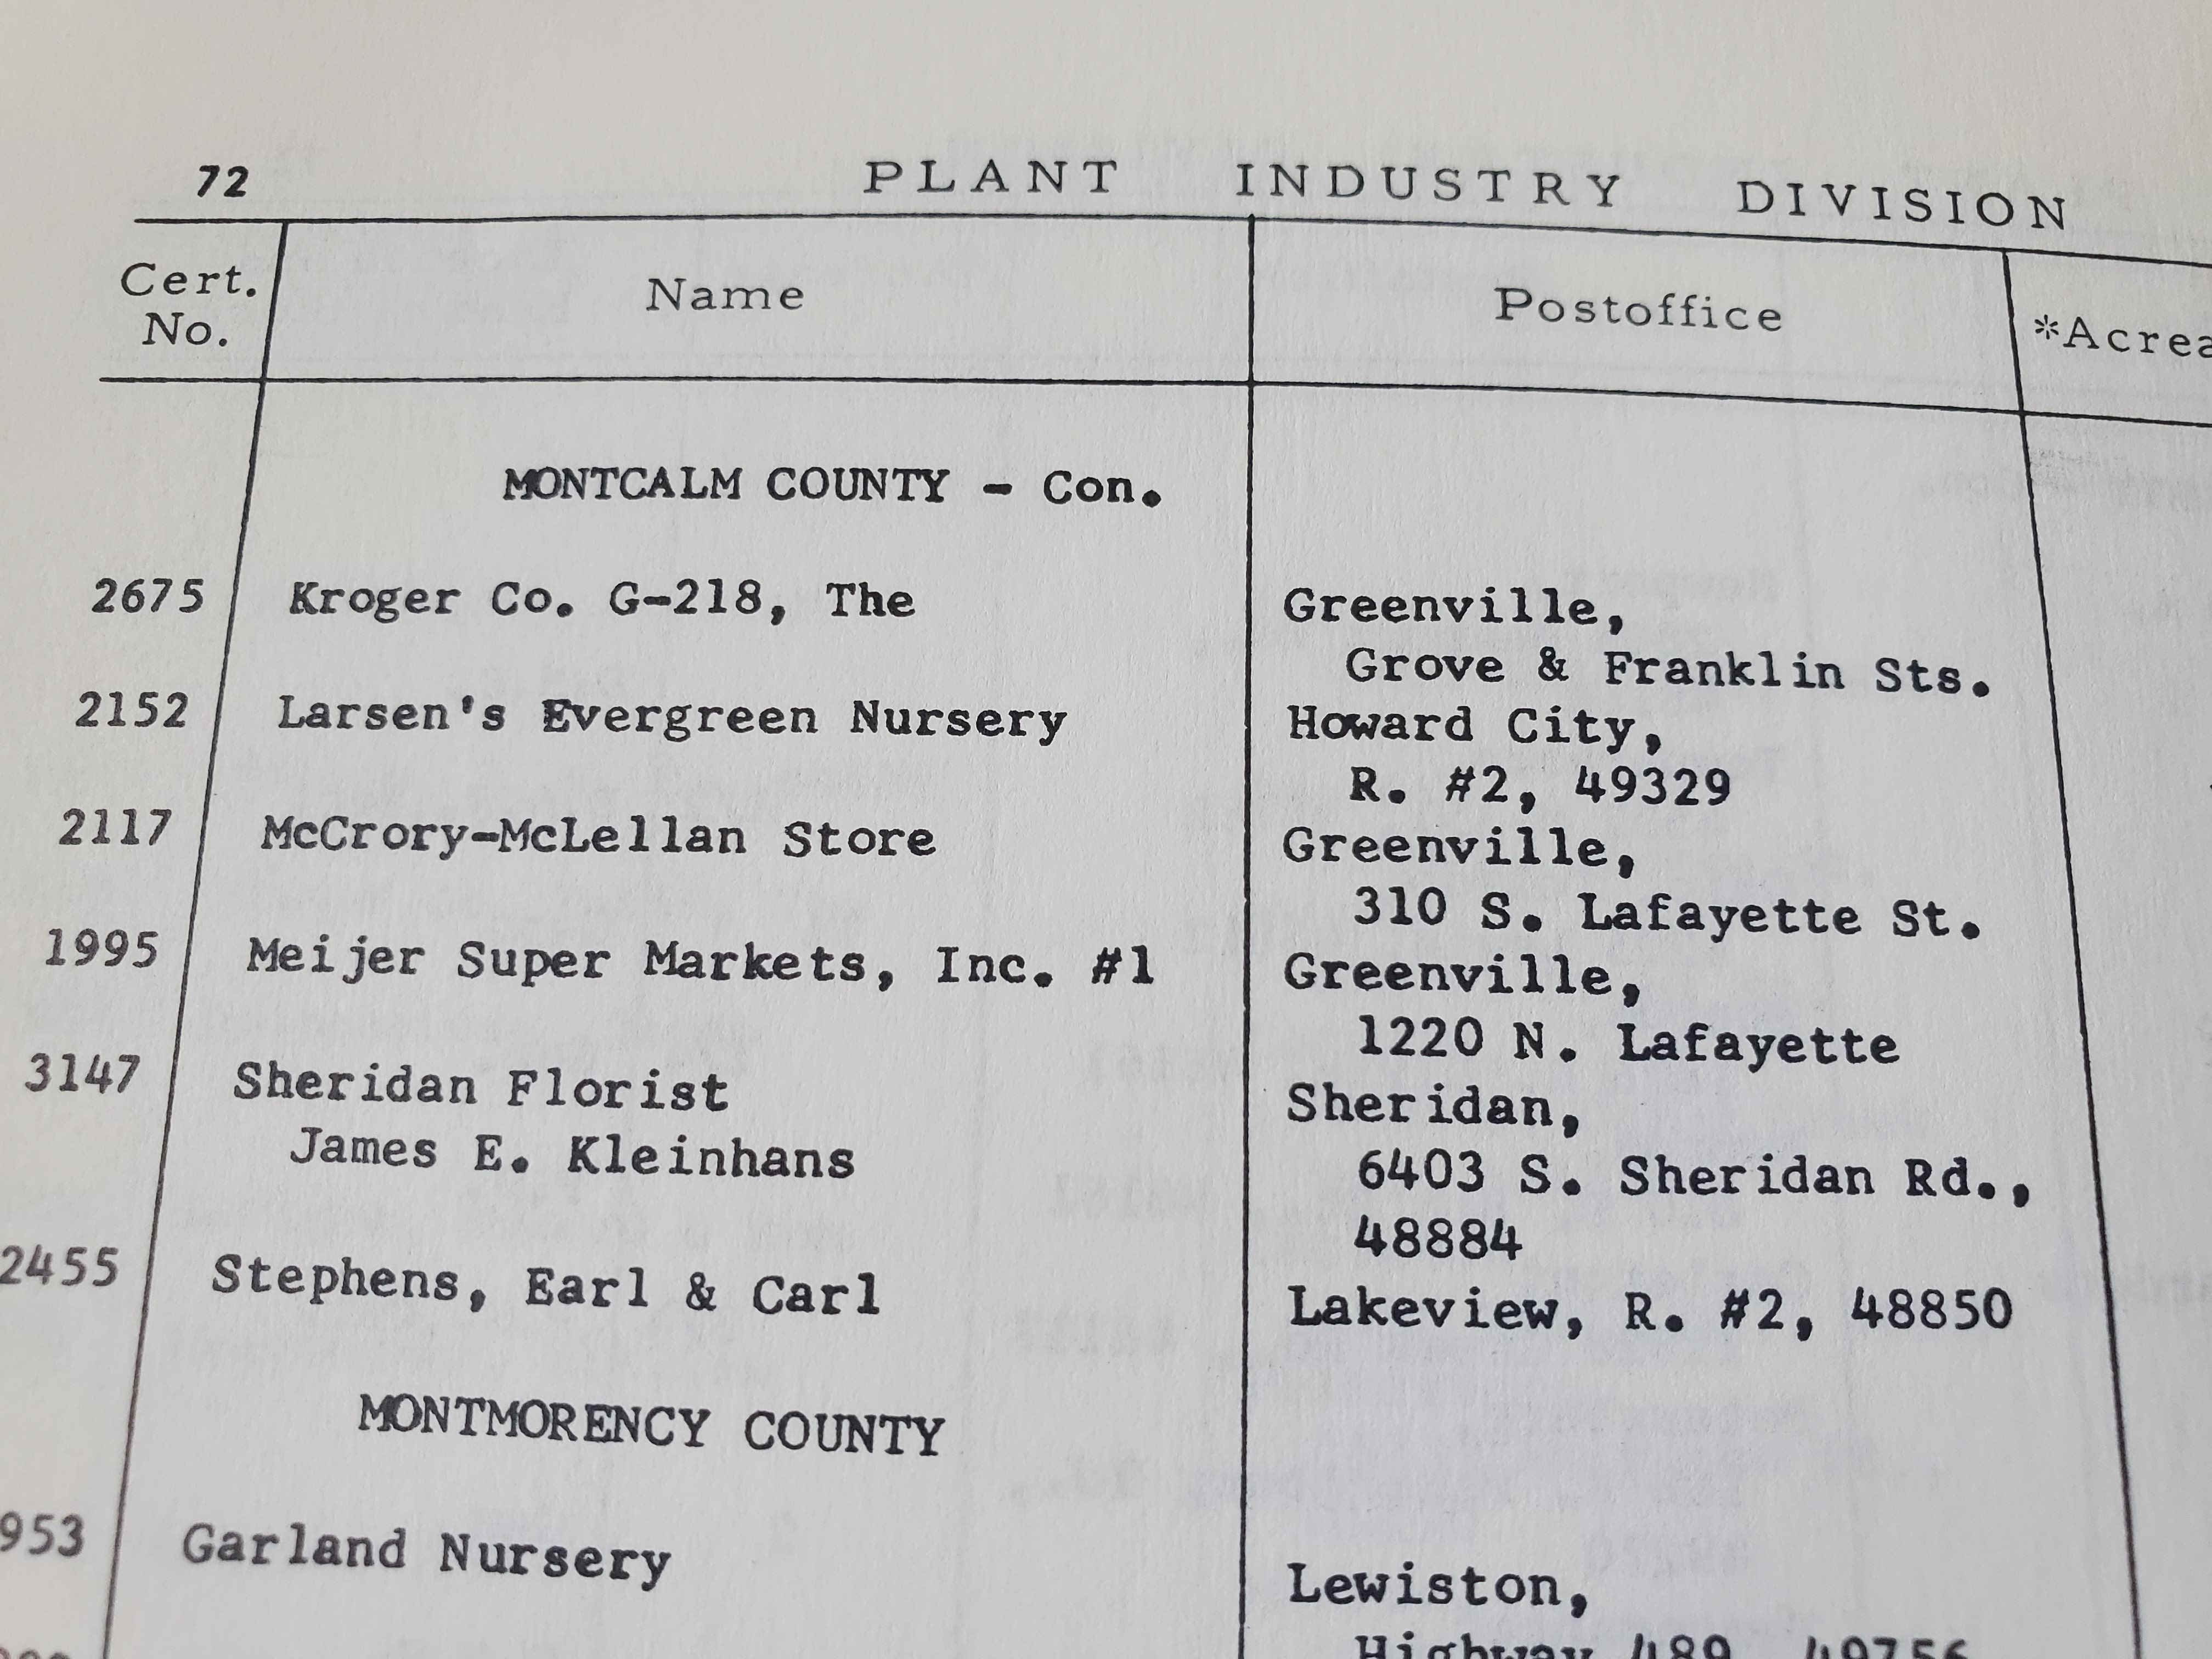 72 PLANT INDUSTRY DIVISION
Cert. No. Name Postoffice
MONTCALM COUNTY - Con.
2675 Kroger Co. G-218, The Greenville,
Grove & Franklin Sts.
2152 Larsen's Evergreen Nursery Howard City,
R. #2, 49329
2117 McCrory-McLellan Store Greenville,
310 S. Lafayette St.
1995 Meijer Super Markets, Inc. #1 Greenville,
1220 N. Lafayette
3147 Sheridan Florist Sheridan,
James E. Kleinhans 6403 S. Sheridan Rd.,
48884
2455 Stephens, Earl & Carl Lakeview, R. #2, 48850
MONTMORENCY COUNTY
953 Garland Nursery Lewiston,
Highway 489, 49756